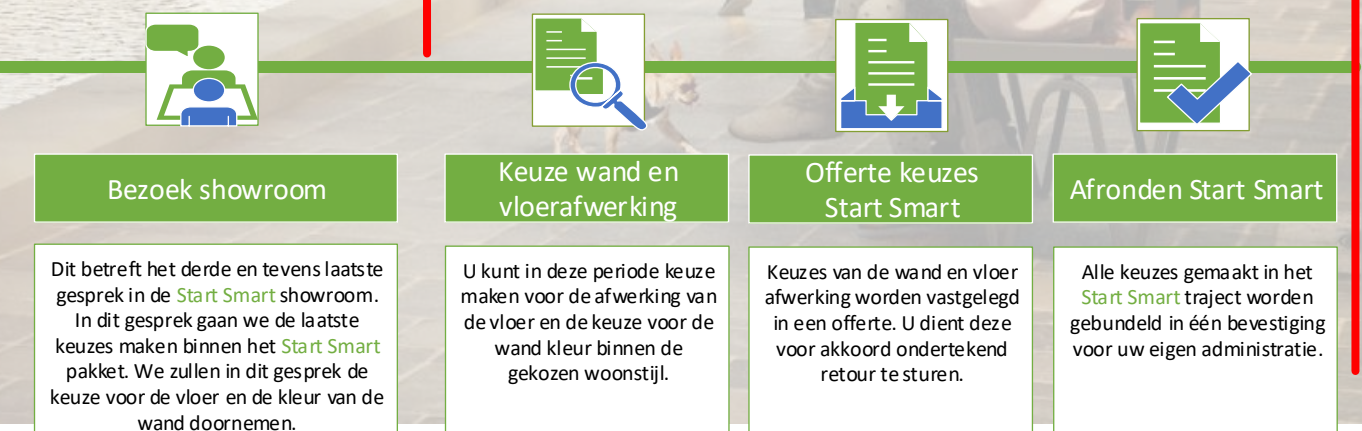 Bezoek showroom
Dit betreft het derde en tevens laatste
gesprek in de Start Smart showroom.
In dit gesprek gaan we de laatste
keuzes maken binnen het Start Smart
pakket. We zullen in dit gesprek de
keuze voor de vloer en de kleur van de
wand doornemen.
Keuze wand en
vloerafwerking
U kunt in deze periode keuze
maken voor de afwerking van
de vloer en de keuze voor de
wand kleur binnen de
gekozen woonstijl.
Offerte keuzes
Start Smart
Keuzes van de wand en vloer
afwerking worden vastgelegd
in een offerte. U dient deze
voor akkoord ondertekend
retour te sturen.
Afronden Start Smart
Alle keuzes gemaakt in het
Start Smart traject worden
gebundeld in één bevestiging
voor uw eigen administratie.